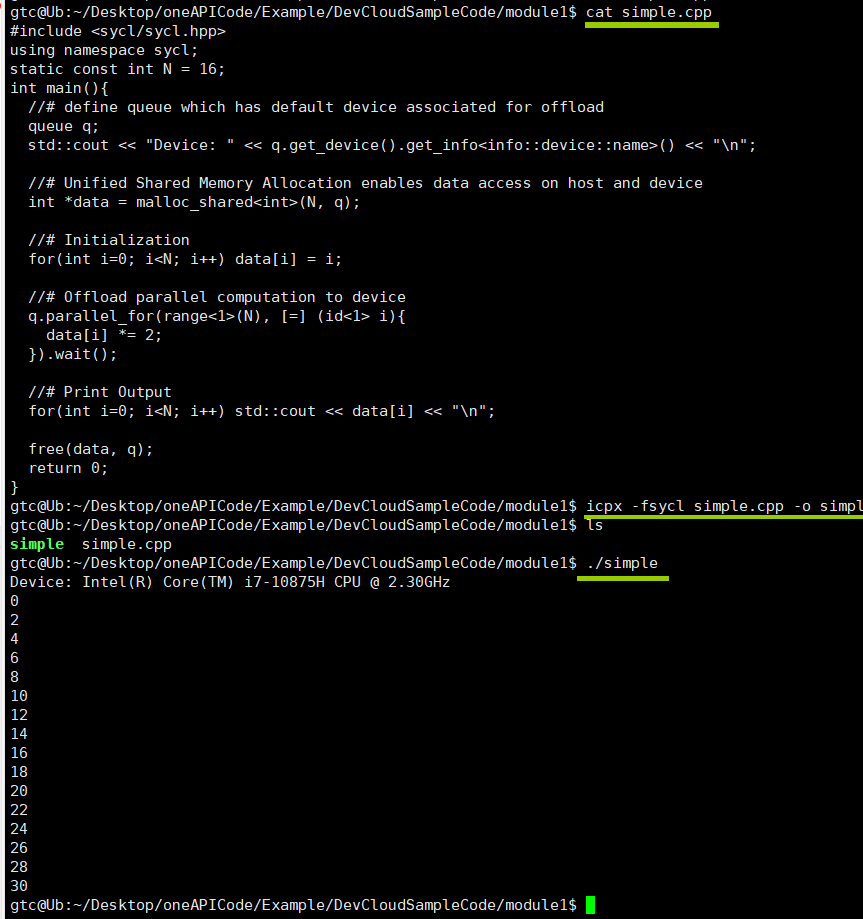 gtc@Ub:~/Desktop/oneAPICode/Example/DevCloudSampleCode/module1$ cat simple.cpp
#include <sycl/sycl.hpp>
using namespace sycl;
static const int N = 16;
int main(){
  //# define queue which has default device associated for offload
  queue q;
  std::cout << "Device: " << q.get_device().get_info<info::device::name>() << "\n";

  //# Unified Shared Memory Allocation enables data access on host and device
  int *data = malloc_shared<int>(N, q);

  //# Initialization
  for(int i=0; i<N; i++) data[i] = i;

  //# Offload parallel computation to device
  q.parallel_for(range<1>(N), [=] (id<1> i){
    data[i] *= 2;
  }).wait();

  //# Print Output
  for(int i=0; i<N; i++) std::cout << data[i] << "\n";

  free(data, q);
  return 0;
}
gtc@Ub:~/Desktop/oneAPICode/Example/DevCloudSampleCode/module1$ icpx -fsycl simple.cpp -o simpl
gtc@Ub:~/Desktop/oneAPICode/Example/DevCloudSampleCode/module1$ ls
simple  simple.cpp
gtc@Ub:~/Desktop/oneAPICode/Example/DevCloudSampleCode/module1$ ./simple
Device: Intel(R) Core(TM) i7-10875H CPU @ 2.30GHz
0
2
4
6
8
10
12
14
16
18
20
22
24
26
28
30
gtc@Ub:~/Desktop/oneAPICode/Example/DevCloudSampleCode/module1$